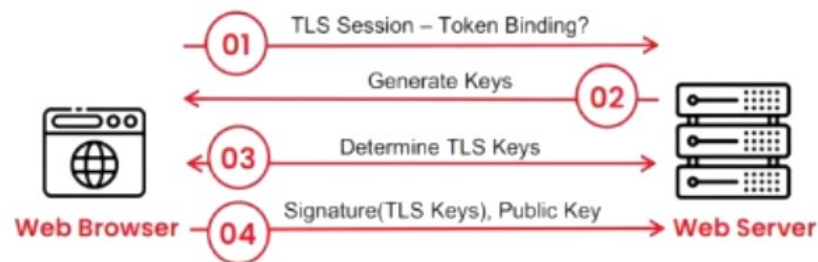 01
TLS Session – Token Binding?
Generate Keys
02
03
Determine TLS Keys
Web Browser
04
Signature(TLS Keys), Public Key
Web Server